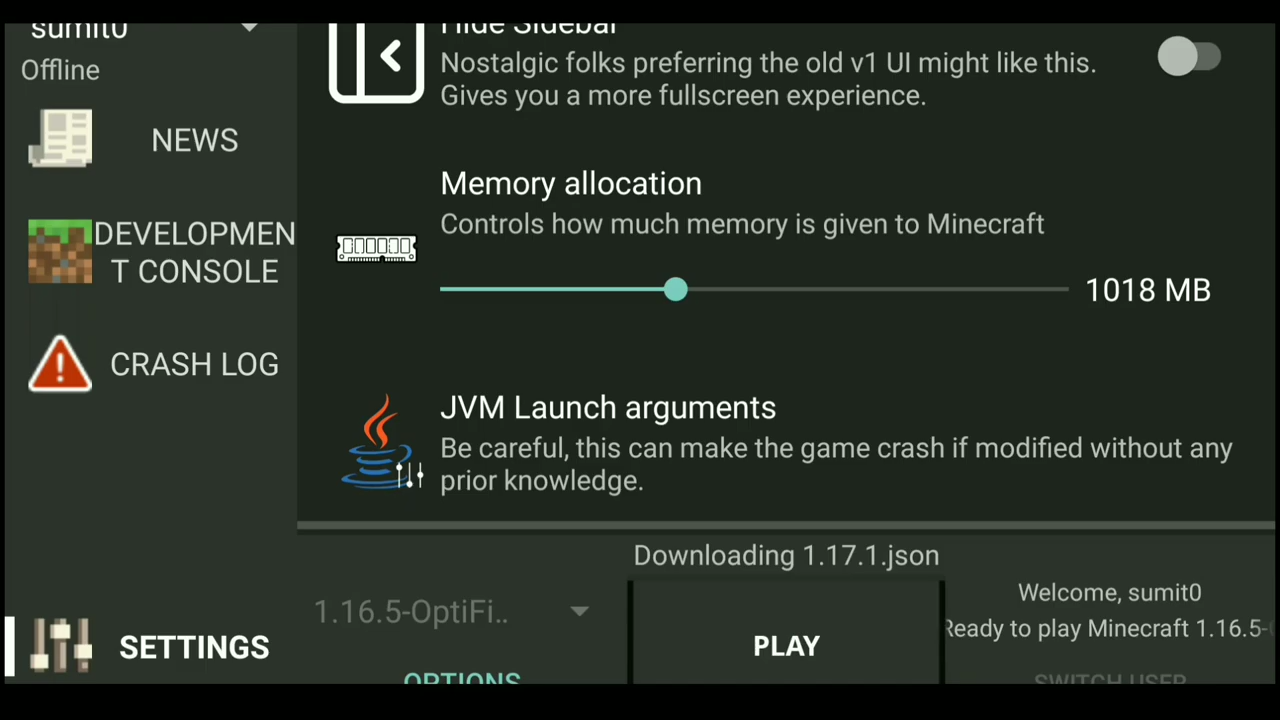 sumit0
Offline
NEWS
DEVELOPMEN
T CONSOLE
CRASH LOG
SETTINGS
Hide Sidebar
Nostalgic folks preferring the old v1 UI might like this.
Gives you a more fullscreen experience.
Memory allocation
Controls how much memory is given to Minecraft
1018 MB
JVM Launch arguments
Be careful, this can make the game crash if modified without any
prior knowledge.
Downloading 1.17.1.json
1.16.5-OptiFi..
OPTIONS
PLAY
Welcome, sumit0
Ready to play Minecraft 1.16.5-
SWITCH USER